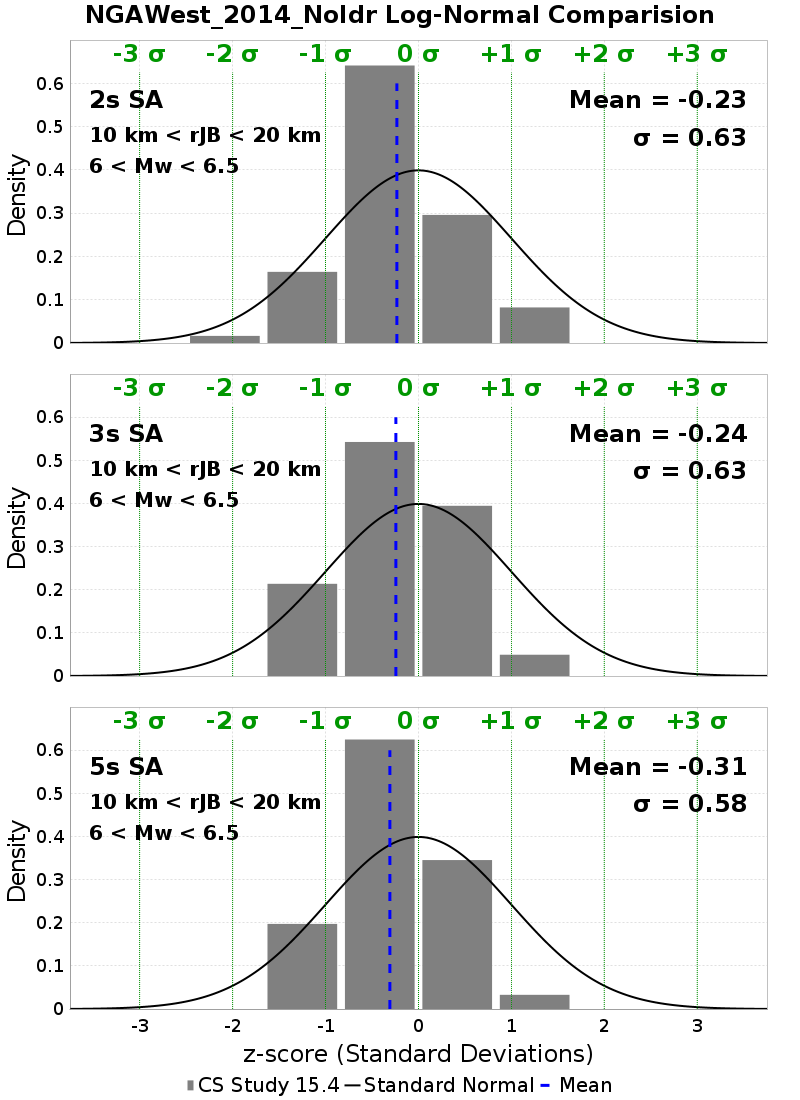 NGAWest_2014_NoIdr Log-Normal Comparision
-3 σ -2 σ -1 σ 0 σ +1 σ +2 σ +3 σ
2s SA Mean = -0.23
10 km < rJB < 20 km σ = 0.63
6 < Mw < 6.5
Density
0.6
0.5
0.4
0.3
0.2
0.1
0
-3 σ -2 σ -1 σ 0 σ +1 σ +2 σ +3 σ
3s SA Mean = -0.24
10 km < rJB < 20 km σ = 0.63
6 < Mw < 6.5
Density
0.6
0.5
0.4
0.3
0.2
0.1
0
-3 σ -2 σ -1 σ 0 σ +1 σ +2 σ +3 σ
5s SA Mean = -0.31
10 km < rJB < 20 km σ = 0.58
6 < Mw < 6.5
Density
0.6
0.5
0.4
0.3
0.2
0.1
0
-3 -2 -1 0 1 2 3
z-score (Standard Deviations)
CS Study 15.4 Standard Normal Mean